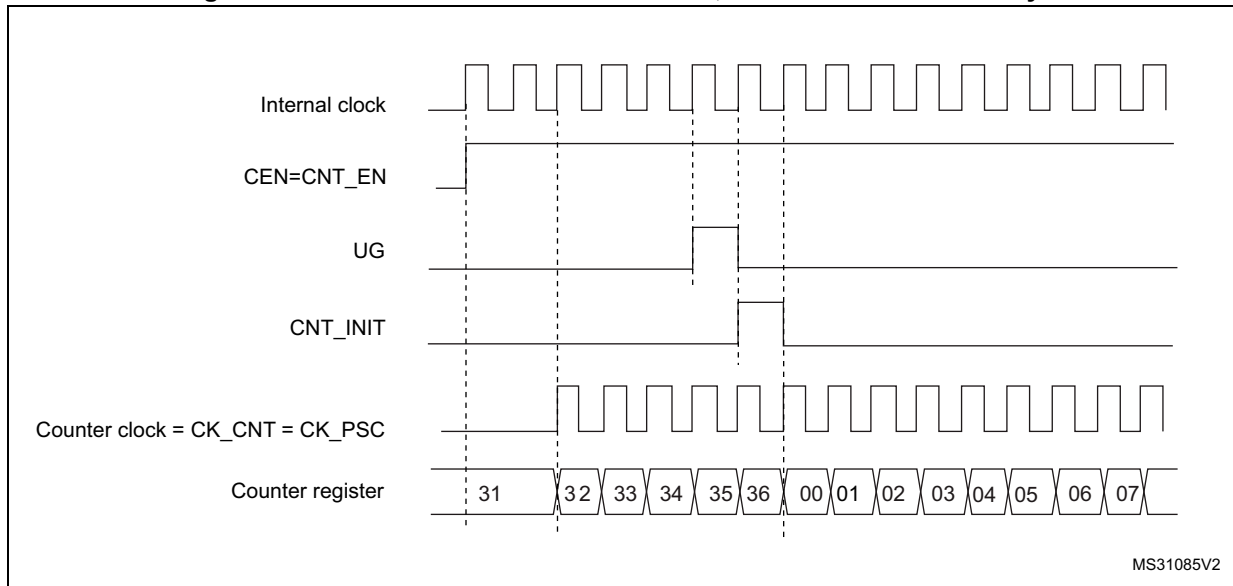 Internal clock
CEN=CNT_EN
UG
CNT_INIT
Counter clock = CK_CNT = CK_PSC
Counter register 31 32 33 34 35 36 00 01 02 03 04 05 06 07
MS31085V2